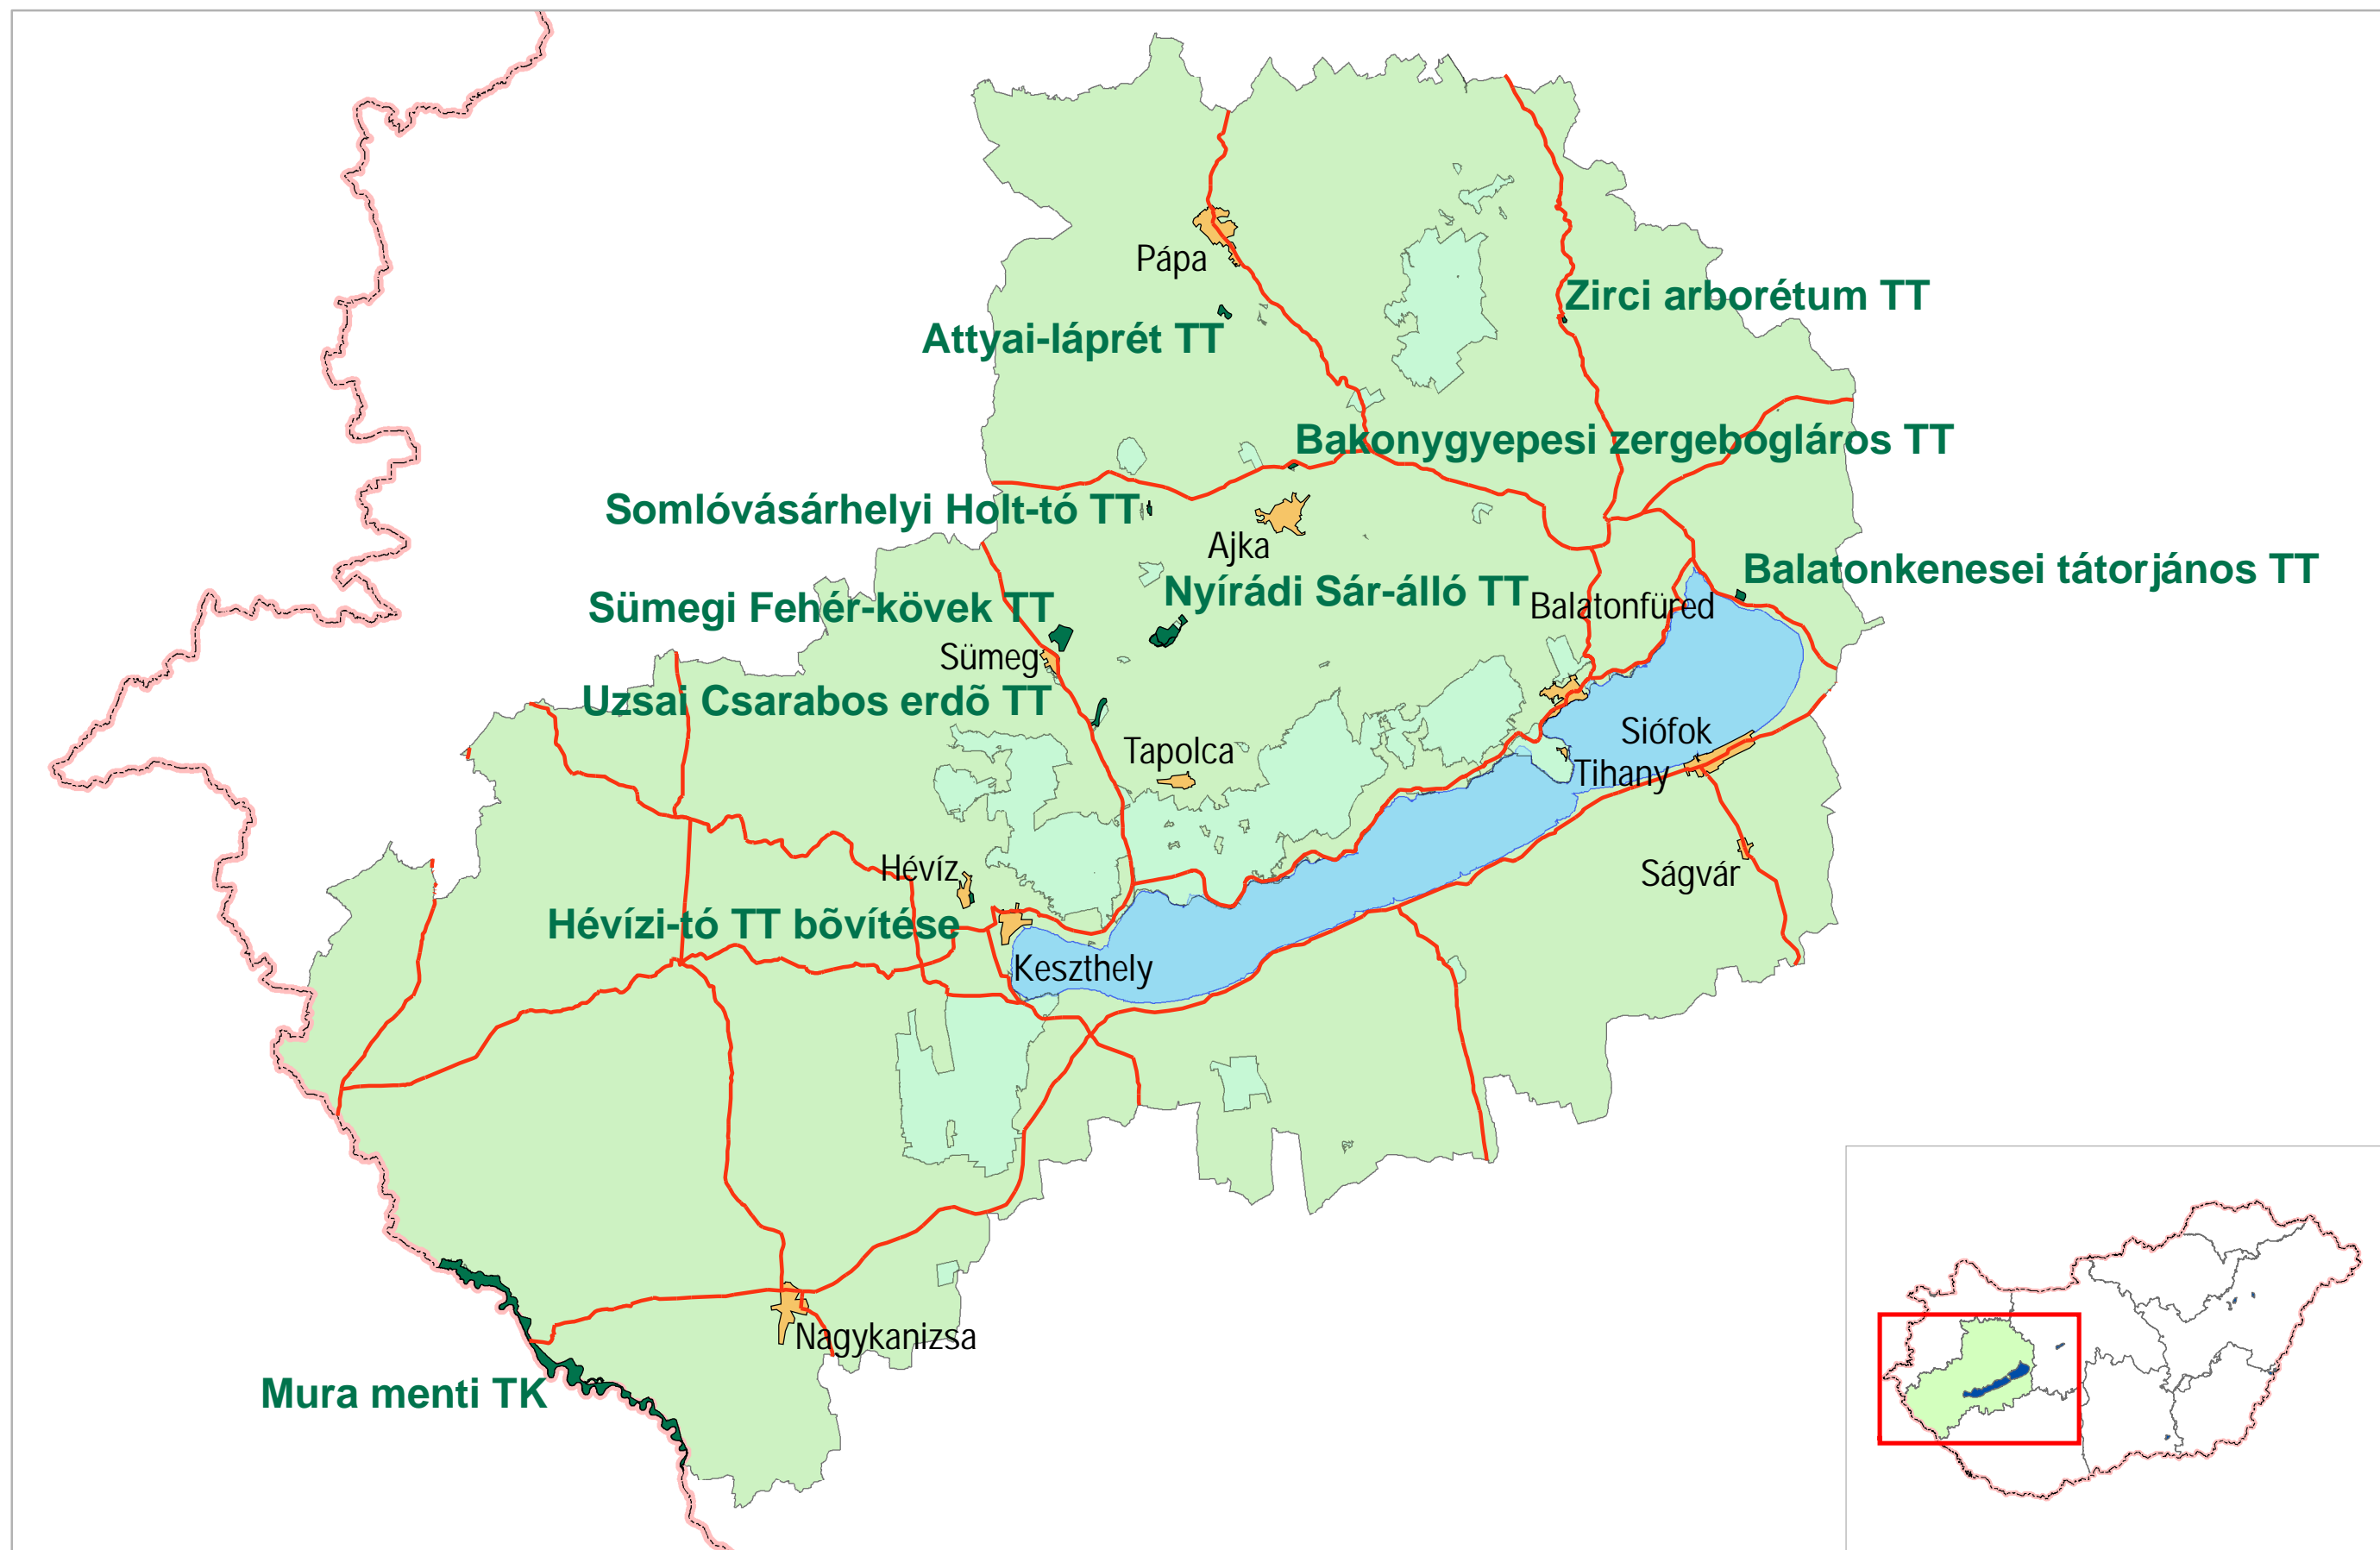 Pápa
Zirci arborétum TT
Attyai-láprét TT
Bakonygyepesi zergebogláros TT
Somlóvásárhelyi Holt-tó TT
Ajka
Balatonkenesei tátorjános TT
Nyírádi Sár-álló TT
Sümegi Fehér-kövek TT
Balatonfüred
Sümeg
Uzsai Csarabos erdõ TT
Siófok
Tapolca
Tihany
Hévíz
Ságvár
Hévízi-tó TT bõvítése
Keszthely
Nagykanizsa
Mura menti TK